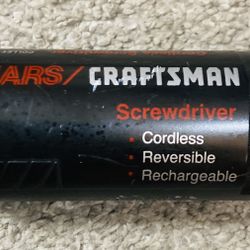 ARS/ CRAFTSMAN
Screwdriver
• Cordless
• Reversible
• Rechargeable